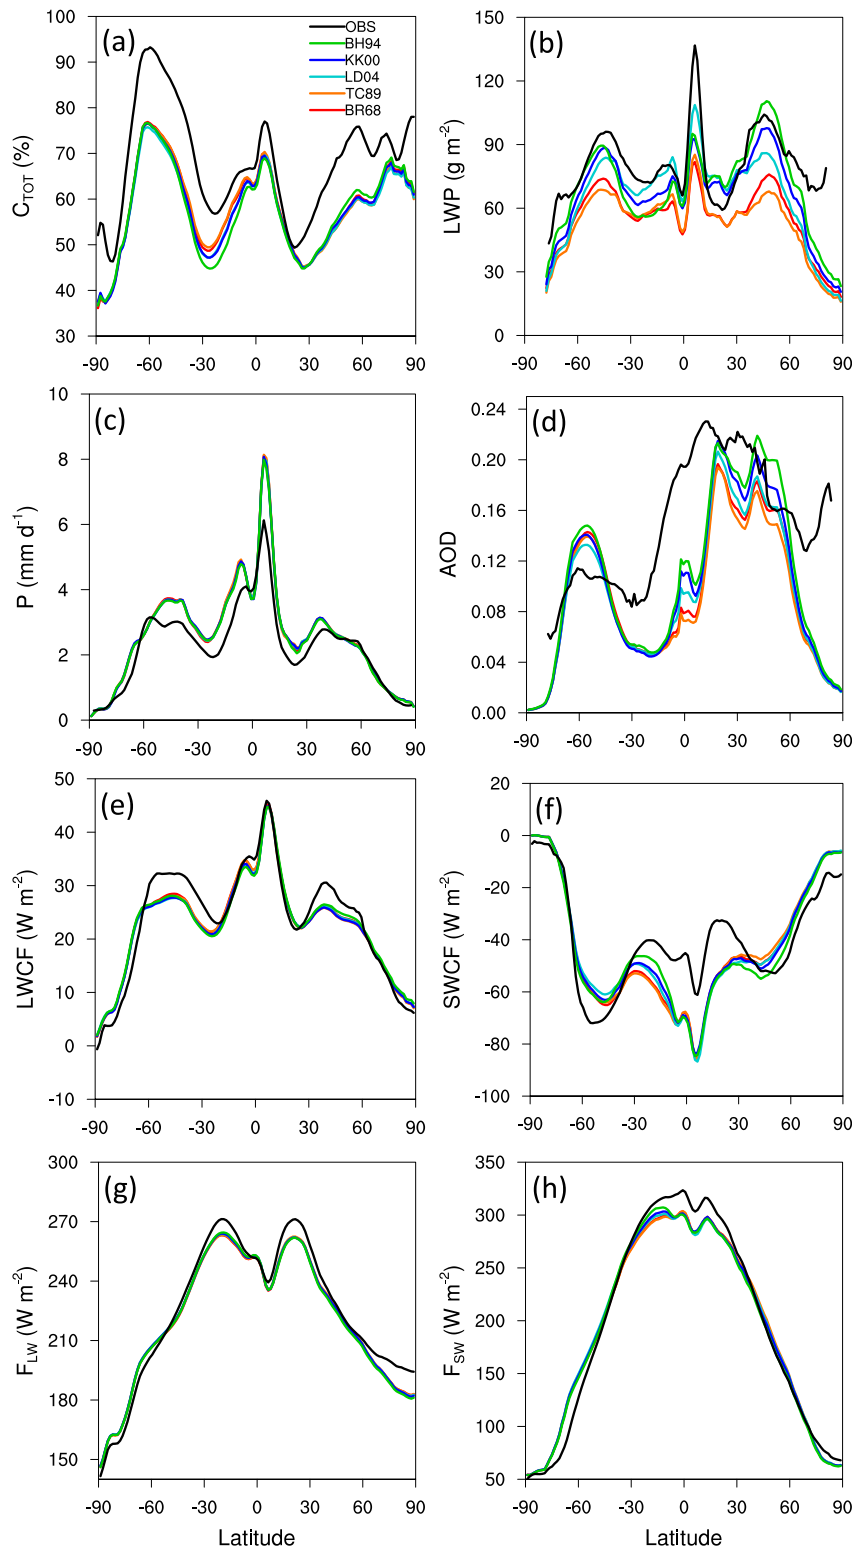 (a)
OBS
BH94
KK00
LD04
TC89
BR68
C_TOT (%)
100
90
80
70
60
50
40
30
-90 -60 -30 0 30 60 90
(b)
LWP (g m⁻²)
150
120
90
60
30
0
-90 -60 -30 0 30 60 90
(c)
P (mm d⁻¹)
10
8
6
4
2
0
-90 -60 -30 0 30 60 90
(d)
AOD
0.24
0.20
0.16
0.12
0.08
0.04
0.00
-90 -60 -30 0 30 60 90
(e)
LWCF (W m⁻²)
50
40
30
20
10
0
-10
-90 -60 -30 0 30 60 90
(f)
SWCF (W m⁻²)
20
0
-20
-40
-60
-80
-100
-90 -60 -30 0 30 60 90
(g)
F_LW (W m⁻²)
300
270
240
210
180
150
-90 -60 -30 0 30 60 90
Latitude
(h)
F_SW (W m⁻²)
350
300
250
200
150
100
50
-90 -60 -30 0 30 60 90
Latitude